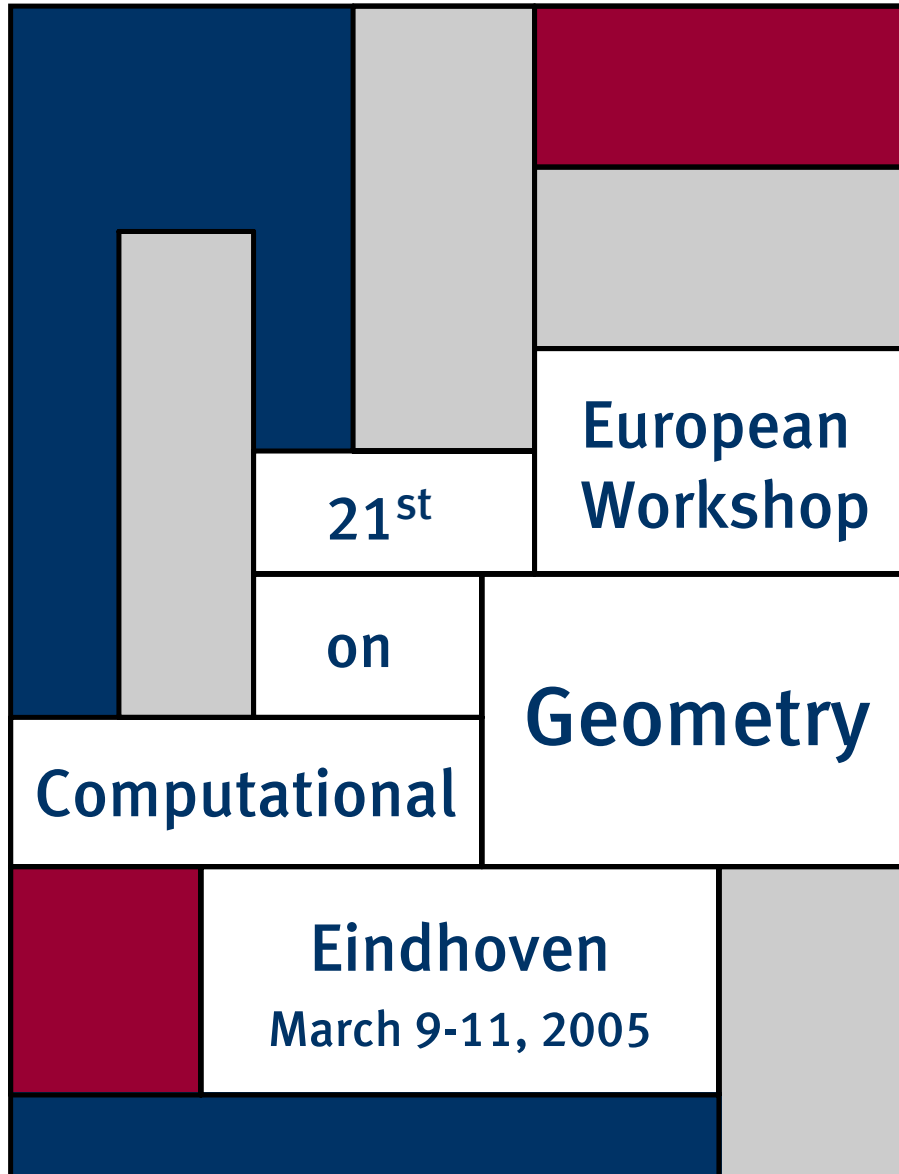 21st
European
Workshop
on
Computational
Geometry
Eindhoven
March 9-11, 2005